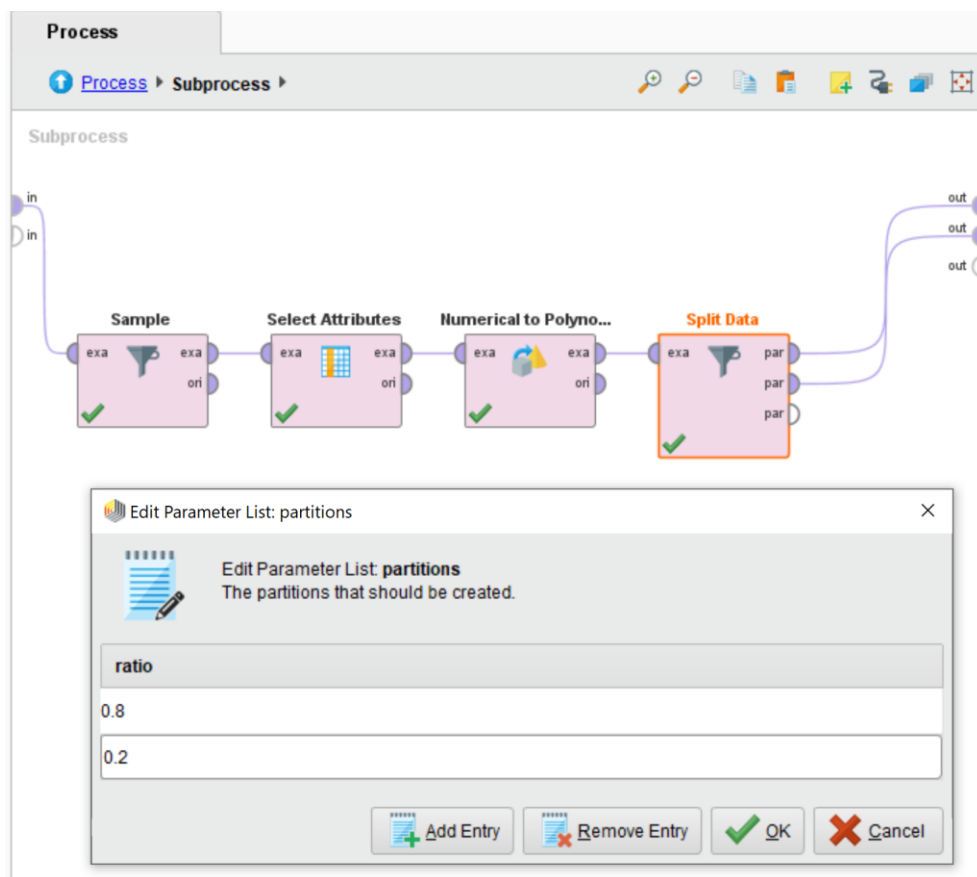 Process
Process Subprocess
Subprocess
in
in
out
out
out
Sample
exa exa
ori
Select Attributes
exa exa
ori
Numerical to Polyno...
exa exa
ori
Split Data
exa par
par
par
Edit Parameter List: partitions
Edit Parameter List: partitions
The partitions that should be created.
ratio
0.8
0.2
Add Entry
Remove Entry
OK
Cancel